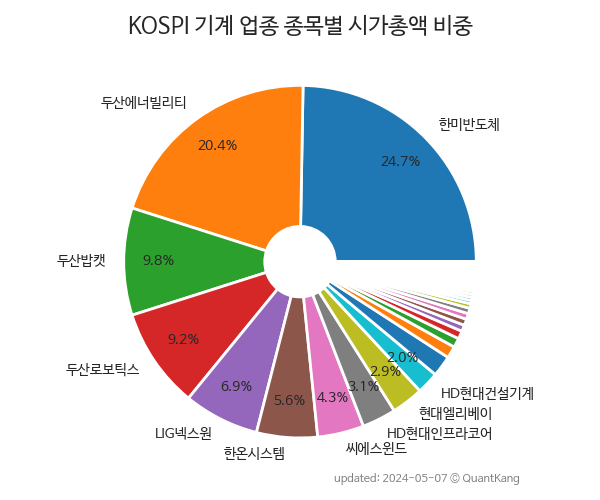 KOSPI 기계 업종 종목별 시가총액 비중
한미반도체
24.7%
두산에너빌리티
20.4%
두산밥캣
9.8%
두산로보틱스
9.2%
LIG넥스원
6.9%
한온시스템
5.6%
씨에스윈드
4.3%
HD현대인프라코어
3.1%
현대엘리베이
2.9%
HD현대건설기계
2.0%
updated: 2024-05-07 © QuantKang